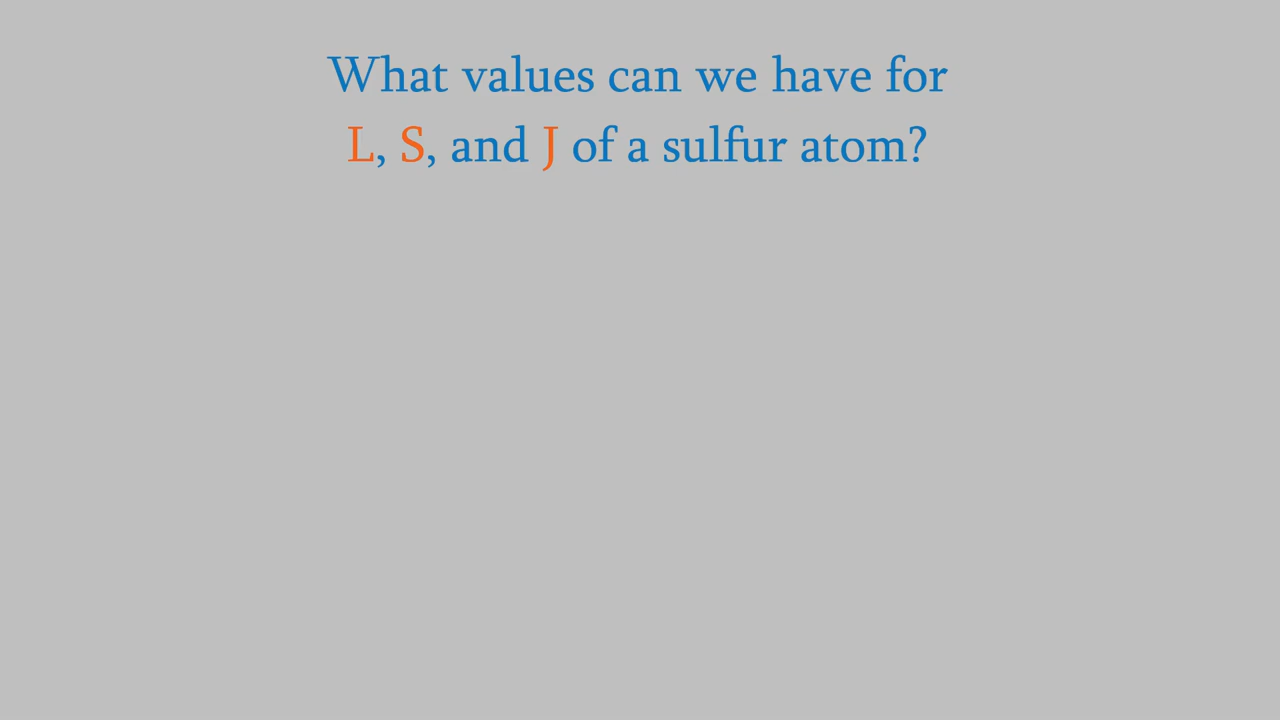 What values can we have for
L, S, and J of a sulfur atom?